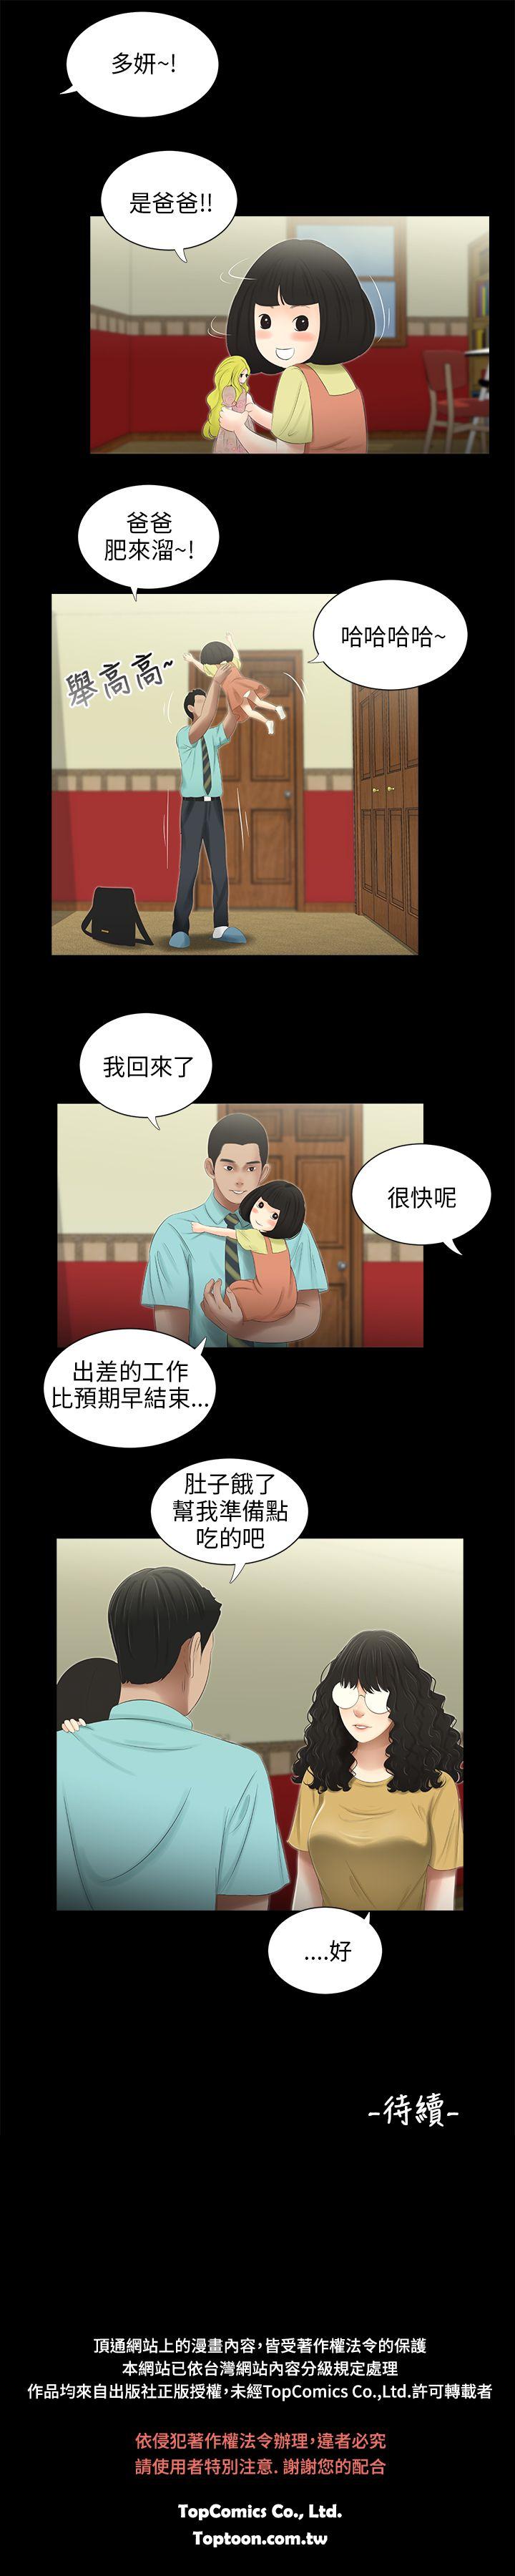 多妍~!
是爸爸!!
爸爸
肥來溜~!
哈哈哈哈~
舉高高~
我回來了
很快呢
出差的工作
比預期早結束...
肚子餓了
幫我準備點
吃的吧
....好
-待續-
頂通網站上的漫畫內容,皆受著作權法令的保護
本網站已依台灣網站內容分級規定處理
作品均來自出版社正版授權,未經TopComics Co.,Ltd.許可轉載者
依侵犯著作權法令辦理,違者必究
請使用者特別注意. 謝謝您的配合
TopComics Co., Ltd.
Toptoon.com.tw